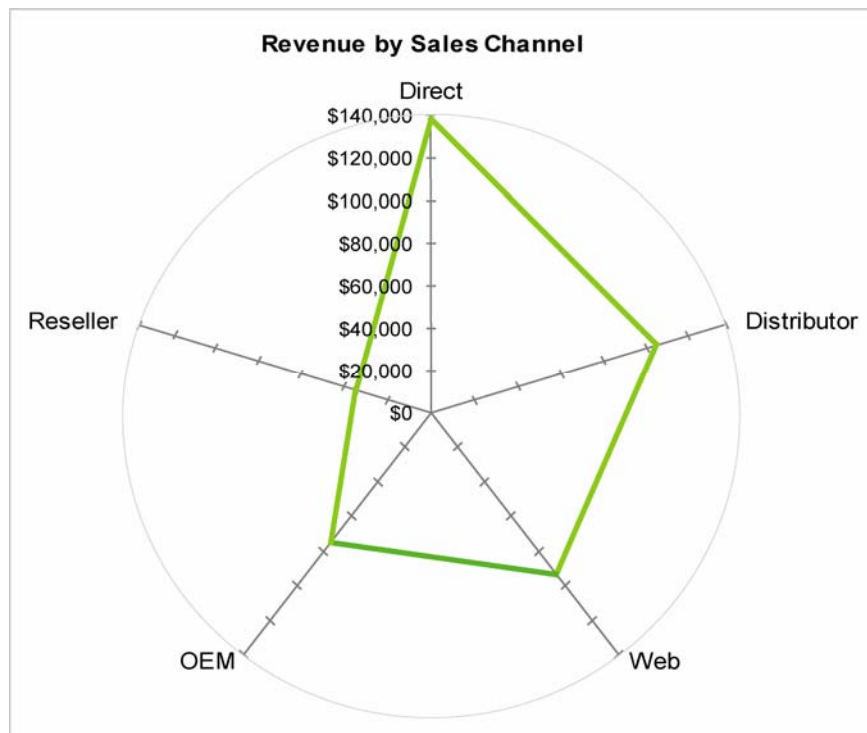 Revenue by Sales Channel
Direct
$140,000
$120,000
$100,000
$80,000
$60,000
$40,000
$20,000
$0
Reseller
Distributor
OEM
Web